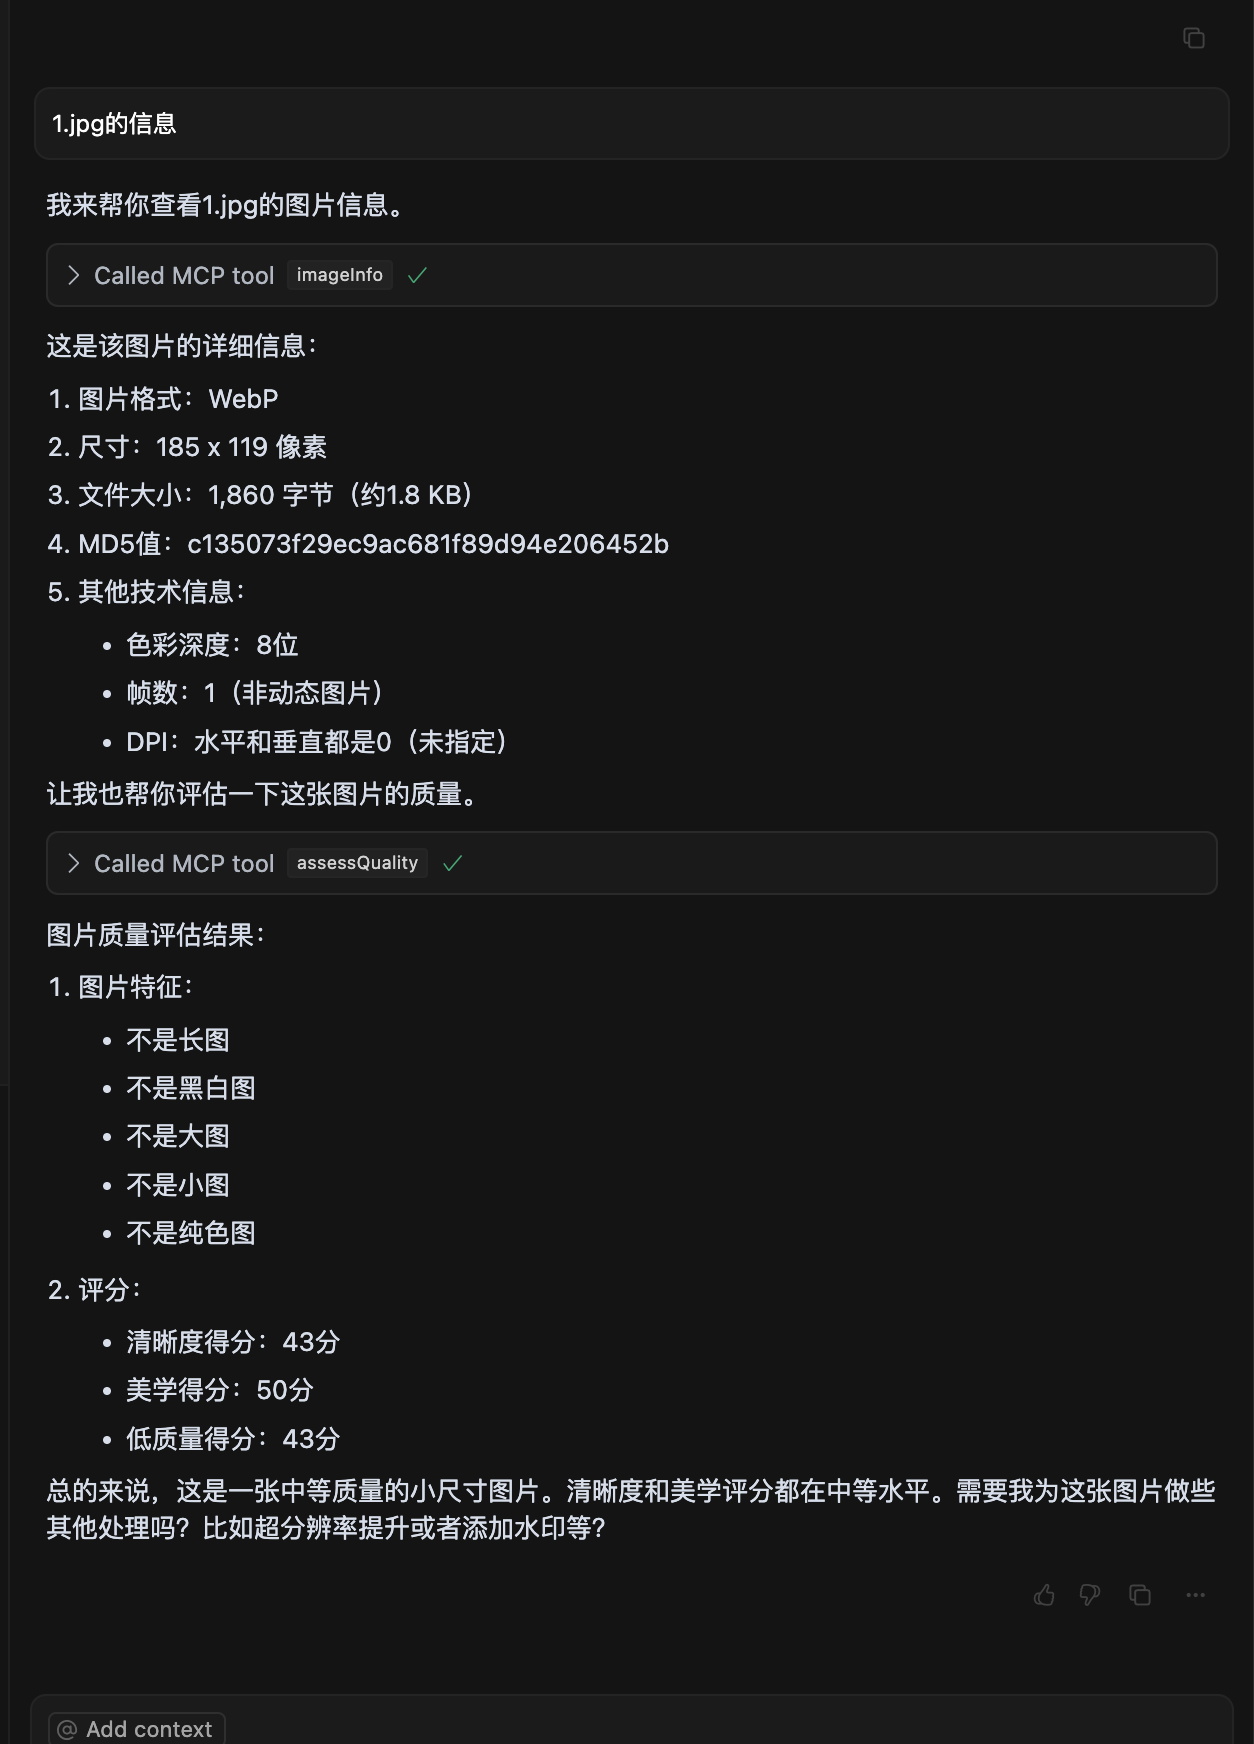 1.jpg的信息
我来帮你查看1.jpg的图片信息。
Called MCP tool imageInfo
这是该图片的详细信息：
1. 图片格式：WebP
2. 尺寸：185 x 119 像素
3. 文件大小：1,860 字节（约1.8 KB）
4. MD5值：c135073f29ec9ac681f89d94e206452b
5. 其他技术信息：
• 色彩深度：8位
• 帧数：1（非动态图片）
• DPI：水平和垂直都是0（未指定）
让我也帮你评估一下这张图片的质量。
Called MCP tool assessQuality
图片质量评估结果：
1. 图片特征：
• 不是长图
• 不是黑白图
• 不是大图
• 不是小图
• 不是纯色图
2. 评分：
• 清晰度得分：43分
• 美学得分：50分
• 低质量得分：43分
总的来说，这是一张中等质量的小尺寸图片。清晰度和美学评分都在中等水平。需要我为这张图片做些
其他处理吗？比如超分辨率提升或者添加水印等？
@ Add context